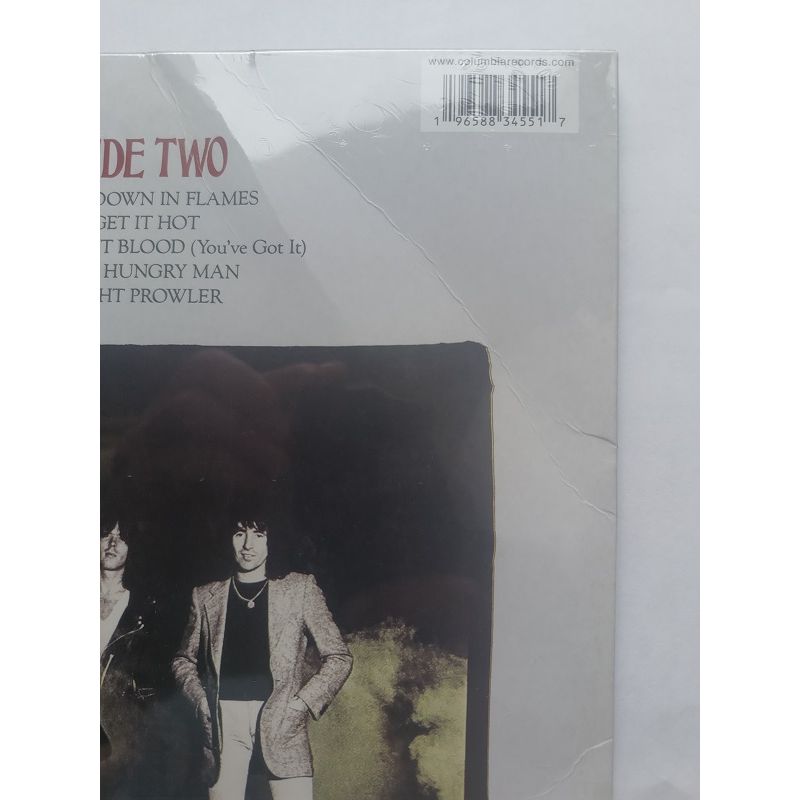 www.columbiarecords.com
1 96588 34551 7
IDE TWO
DOWN IN FLAMES
GET IT HOT
T BLOOD (You've Got It)
HUNGRY MAN
HT PROWLER